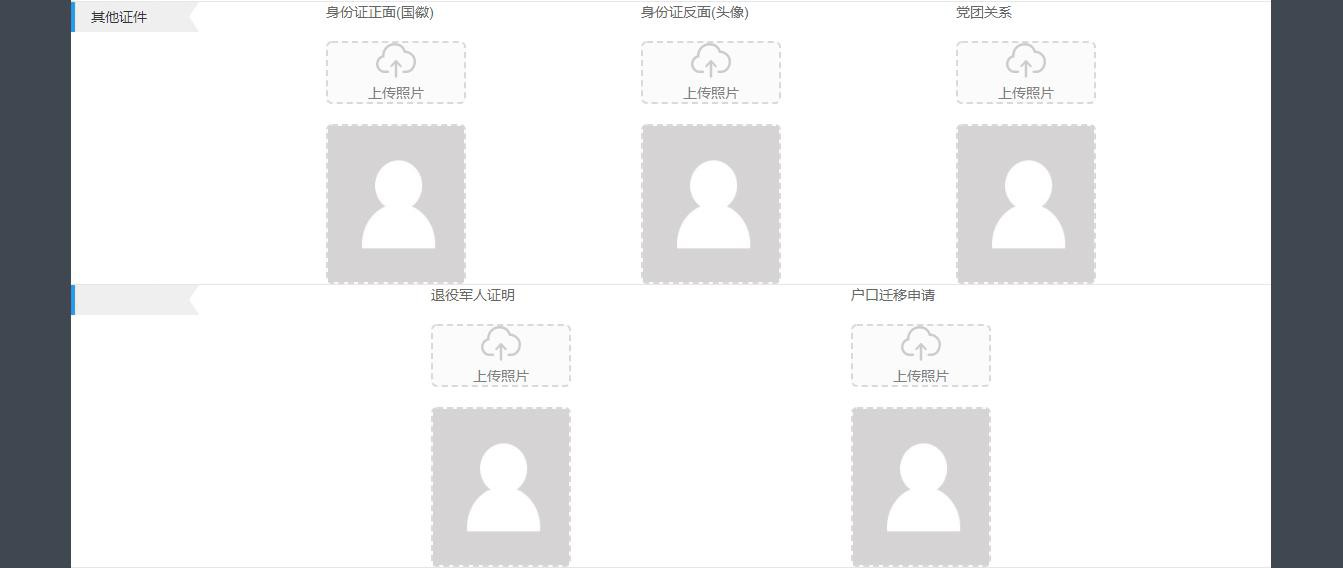 其他证件
身份证正面(国徽)
身份证反面(头像)
党团关系
上传照片
上传照片
上传照片
退役军人证明
户口迁移申请
上传照片
上传照片